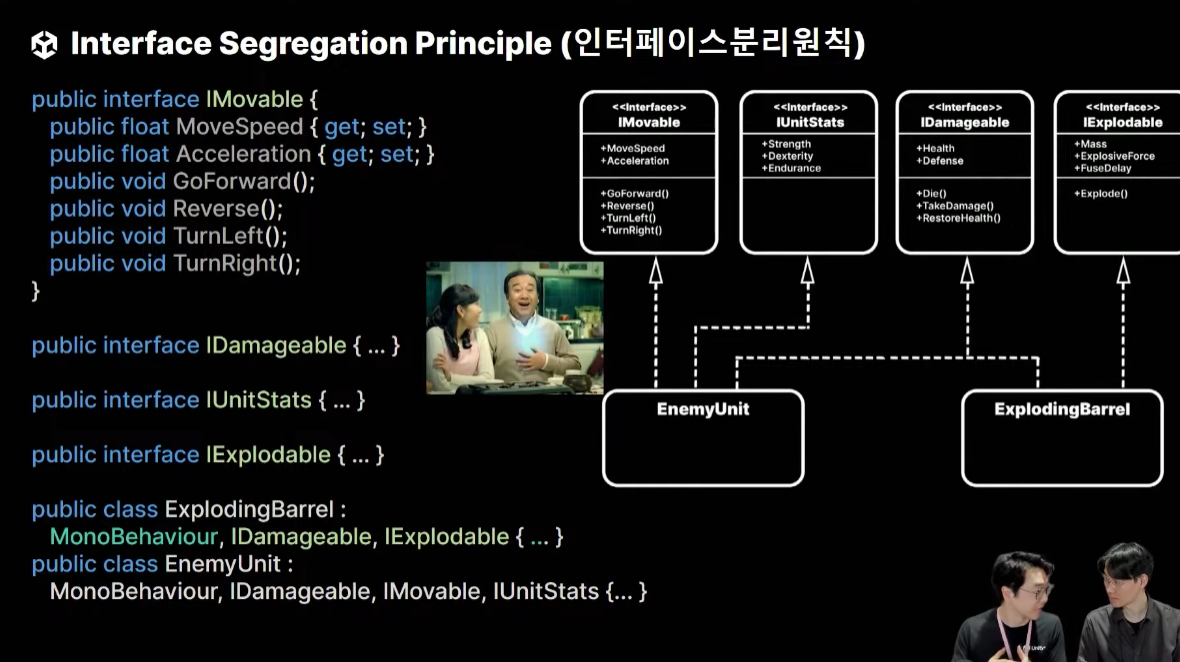 Interface Segregation Principle (인터페이스분리원칙)
public interface IMovable {
public float MoveSpeed { get; set; }
public float Acceleration { get; set; }
public void GoForward();
public void Reverse();
public void TurnLeft();
public void TurnRight();
}
public interface IDamageable { ... }
public interface IUnitStats { ... }
public interface IExplodable { ... }
public class ExplodingBarrel :
MonoBehaviour, IDamageable, IExplodable { ... }
public class EnemyUnit :
MonoBehaviour, IDamageable, IMovable, IUnitStats {... }
<<Interface>>
IMovable
+MoveSpeed
+Acceleration
+GoForward()
+Reverse()
+TurnLeft()
+TurnRight()
<<Interface>>
IUnitStats
+Strength
+Dexterity
+Endurance
<<Interface>>
IDamageable
+Health
+Defense
+Die()
+TakeDamage()
+RestoreHealth()
<<Interface>>
IExplodable
+Mass
+ExplosiveForce
+FuseDelay
+Explode()
EnemyUnit
ExplodingBarrel